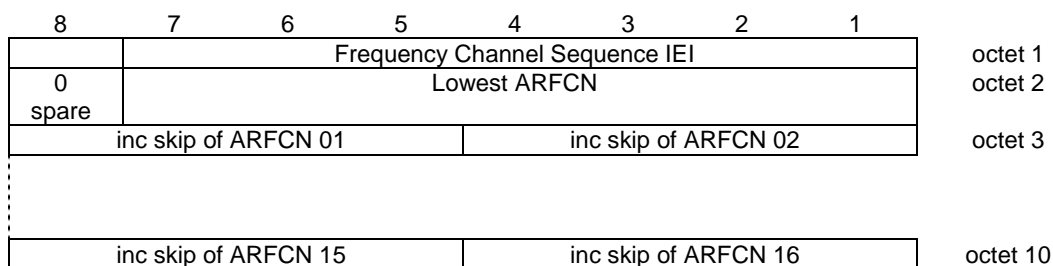 8 7 6 5 4 3 2 1
Frequency Channel Sequence IEI octet 1
0 Lowest ARFCN octet 2
spare
inc skip of ARFCN 01 inc skip of ARFCN 02 octet 3
inc skip of ARFCN 15 inc skip of ARFCN 16 octet 10